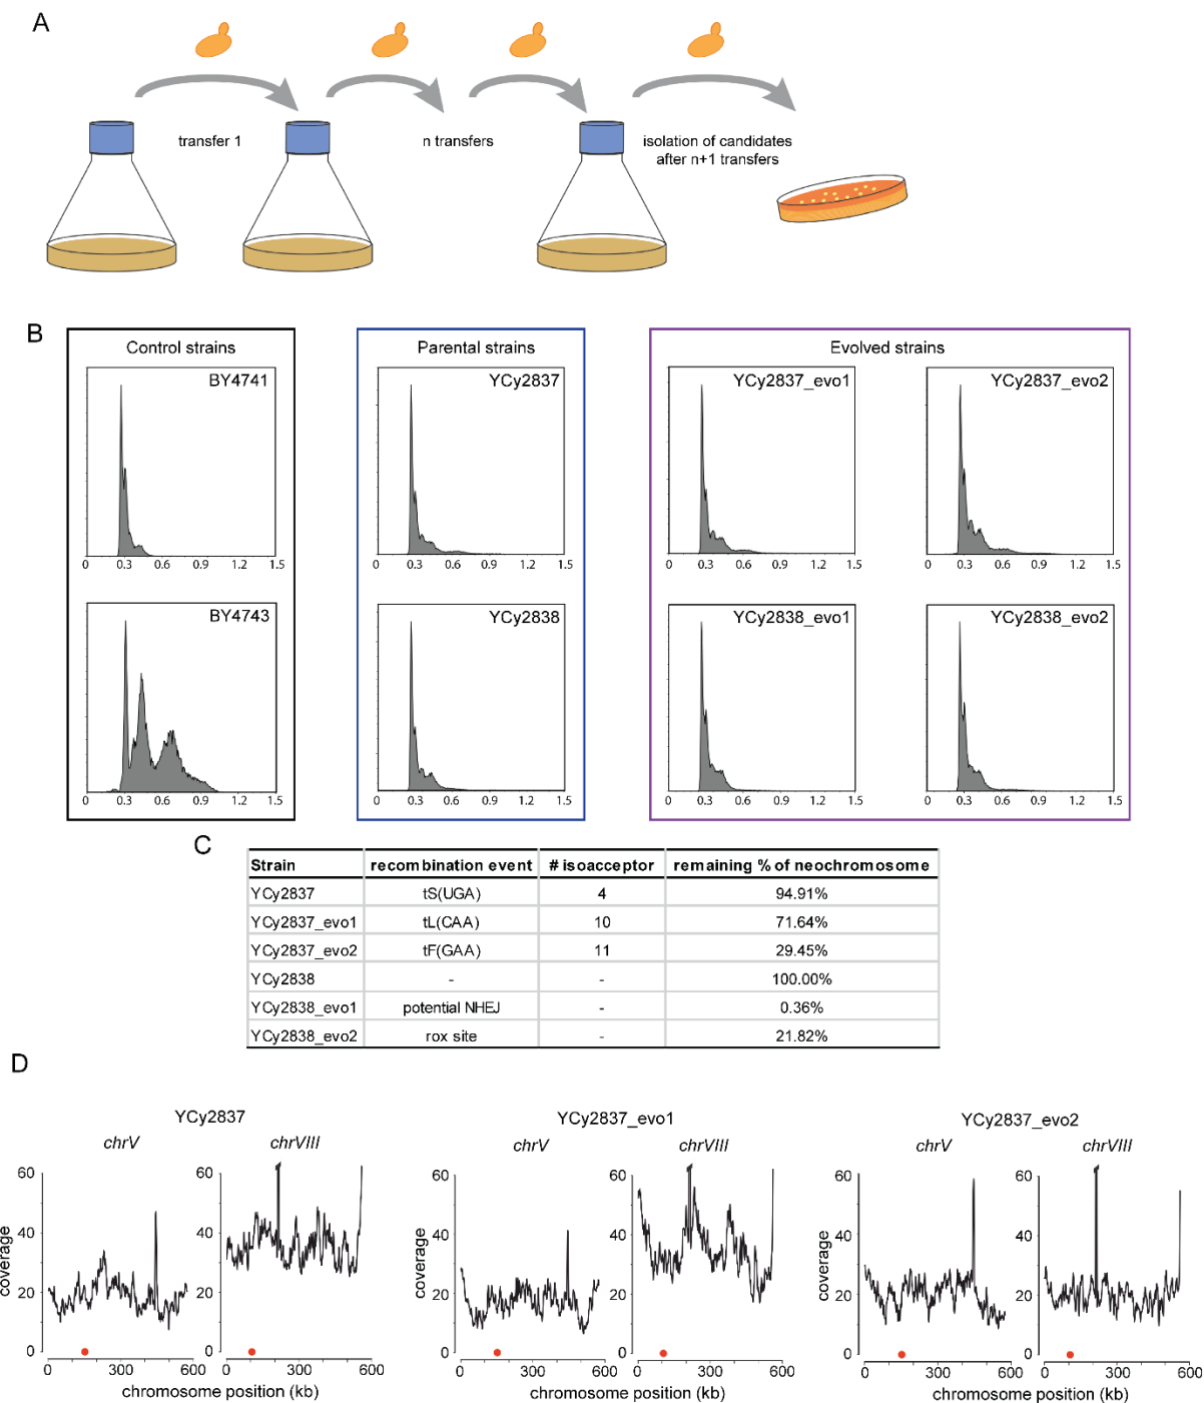 A
transfer 1
n transfers
isolation of candidates
after n+1 transfers
B
Control strains
BY4741
0 0.3 0.6 0.9 1.2 1.5
BY4743
0 0.3 0.6 0.9 1.2 1.5
Parental strains
YCy2837
0 0.3 0.6 0.9 1.2 1.5
YCy2838
0 0.3 0.6 0.9 1.2 1.5
Evolved strains
YCy2837_evo1
0 0.3 0.6 0.9 1.2 1.5
YCy2837_evo2
0 0.3 0.6 0.9 1.2 1.5
YCy2838_evo1
0 0.3 0.6 0.9 1.2 1.5
YCy2838_evo2
0 0.3 0.6 0.9 1.2 1.5
C
Strain recombination event # isoacceptor remaining % of neochromosome
YCy2837 tS(UGA) 4 94.91%
YCy2837_evo1 tL(CAA) 10 71.64%
YCy2837_evo2 tF(GAA) 11 29.45%
YCy2838 - - 100.00%
YCy2838_evo1 potential NHEJ - 0.36%
YCy2838_evo2 rox site - 21.82%
D
YCy2837
chrV
chrVIII
coverage
60
40
20
0
60
40
20
0
0 300 600
0 300 600
chromosome position (kb)
YCy2837_evo1
chrV
chrVIII
coverage
60
40
20
0
60
40
20
0
0 300 600
0 300 600
chromosome position (kb)
YCy2837_evo2
chrV
chrVIII
coverage
60
40
20
0
60
40
20
0
0 300 600
0 300 600
chromosome position (kb)